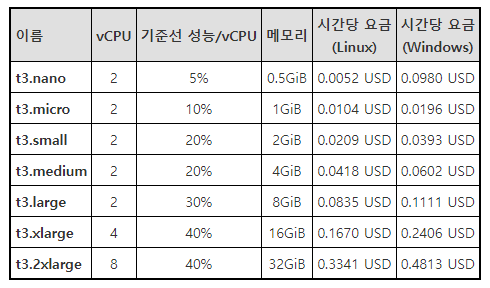 이름 vCPU 기준선 성능/vCPU 메모리 시간당 요금 (Linux) 시간당 요금 (Windows)
t3.nano 2 5% 0.5GiB 0.0052 USD 0.0980 USD
t3.micro 2 10% 1GiB 0.0104 USD 0.0196 USD
t3.small 2 20% 2GiB 0.0209 USD 0.0393 USD
t3.medium 2 20% 4GiB 0.0418 USD 0.0602 USD
t3.large 2 30% 8GiB 0.0835 USD 0.1111 USD
t3.xlarge 4 40% 16GiB 0.1670 USD 0.2406 USD
t3.2xlarge 8 40% 32GiB 0.3341 USD 0.4813 USD